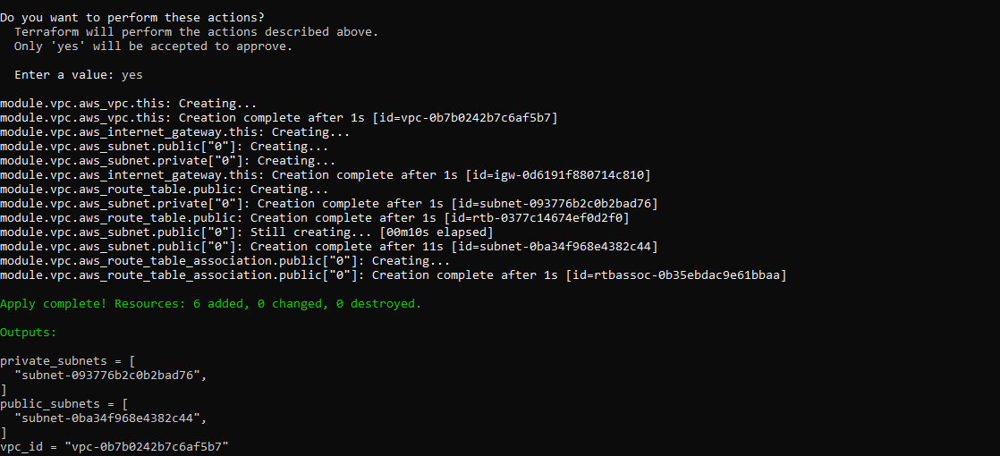 Do you want to perform these actions?
  Terraform will perform the actions described above.
  Only 'yes' will be accepted to approve.

  Enter a value: yes

module.vpc.aws_vpc.this: Creating...
module.vpc.aws_vpc.this: Creation complete after 1s [id=vpc-0b7b0242b7c6af5b7]
module.vpc.aws_internet_gateway.this: Creating...
module.vpc.aws_subnet.public["0"]: Creating...
module.vpc.aws_subnet.private["0"]: Creating...
module.vpc.aws_internet_gateway.this: Creation complete after 1s [id=igw-0d6191f880714c810]
module.vpc.aws_route_table.public: Creating...
module.vpc.aws_subnet.private["0"]: Creation complete after 1s [id=subnet-093776b2c0b2bad76]
module.vpc.aws_route_table.public: Creation complete after 1s [id=rtb-0377c14674ef0d2f0]
module.vpc.aws_subnet.public["0"]: Still creating... [00m10s elapsed]
module.vpc.aws_subnet.public["0"]: Creation complete after 11s [id=subnet-0ba34f968e4382c44]
module.vpc.aws_route_table_association.public["0"]: Creating...
module.vpc.aws_route_table_association.public["0"]: Creation complete after 1s [id=rtbassoc-0b35ebdac9e61bbaa]

Apply complete! Resources: 6 added, 0 changed, 0 destroyed.

Outputs:

private_subnets = [
  "subnet-093776b2c0b2bad76",
]
public_subnets = [
  "subnet-0ba34f968e4382c44",
]
vpc_id = "vpc-0b7b0242b7c6af5b7"